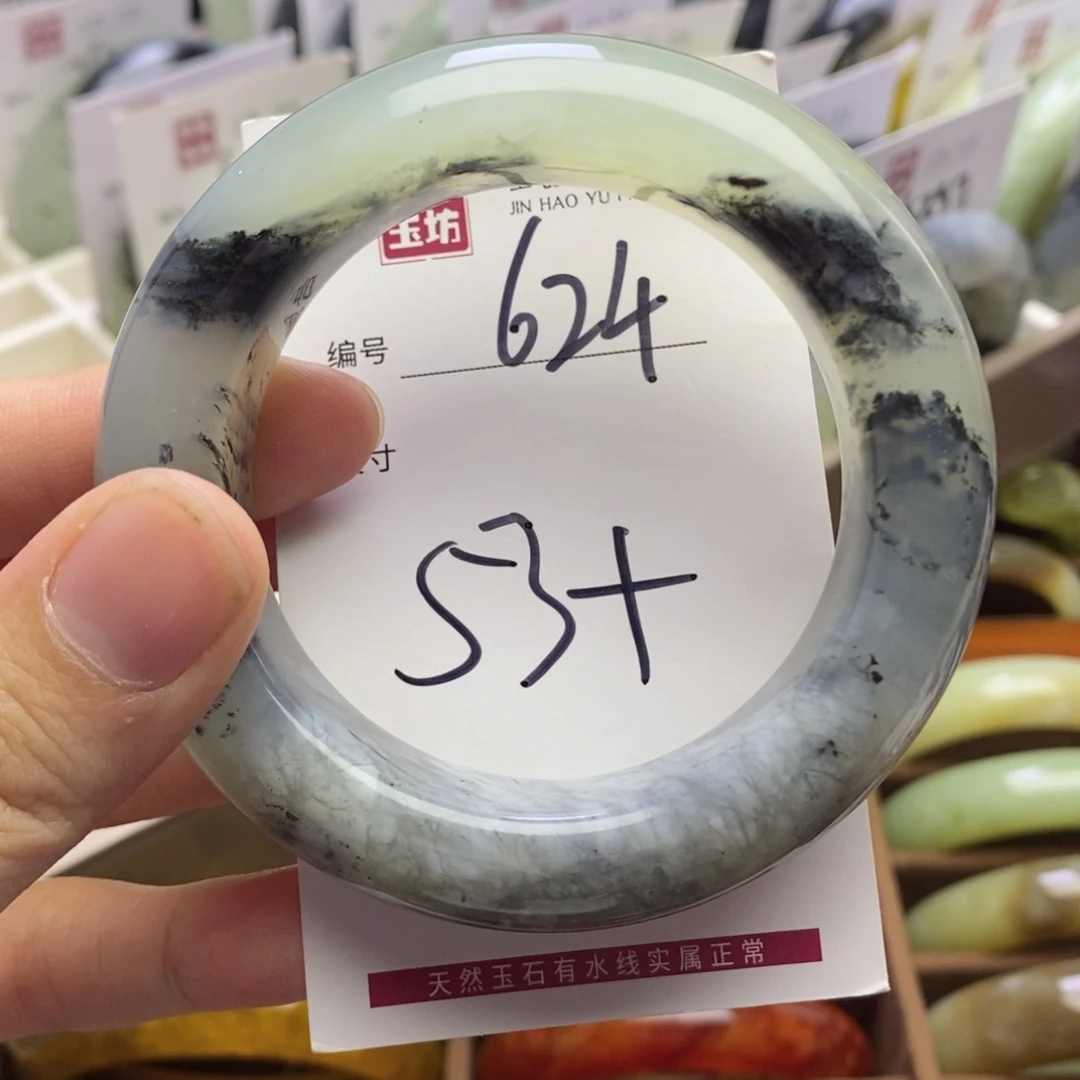 玉坊
JIN HAO YU
编号 624
寸
53+
天然玉石有水线实属正常